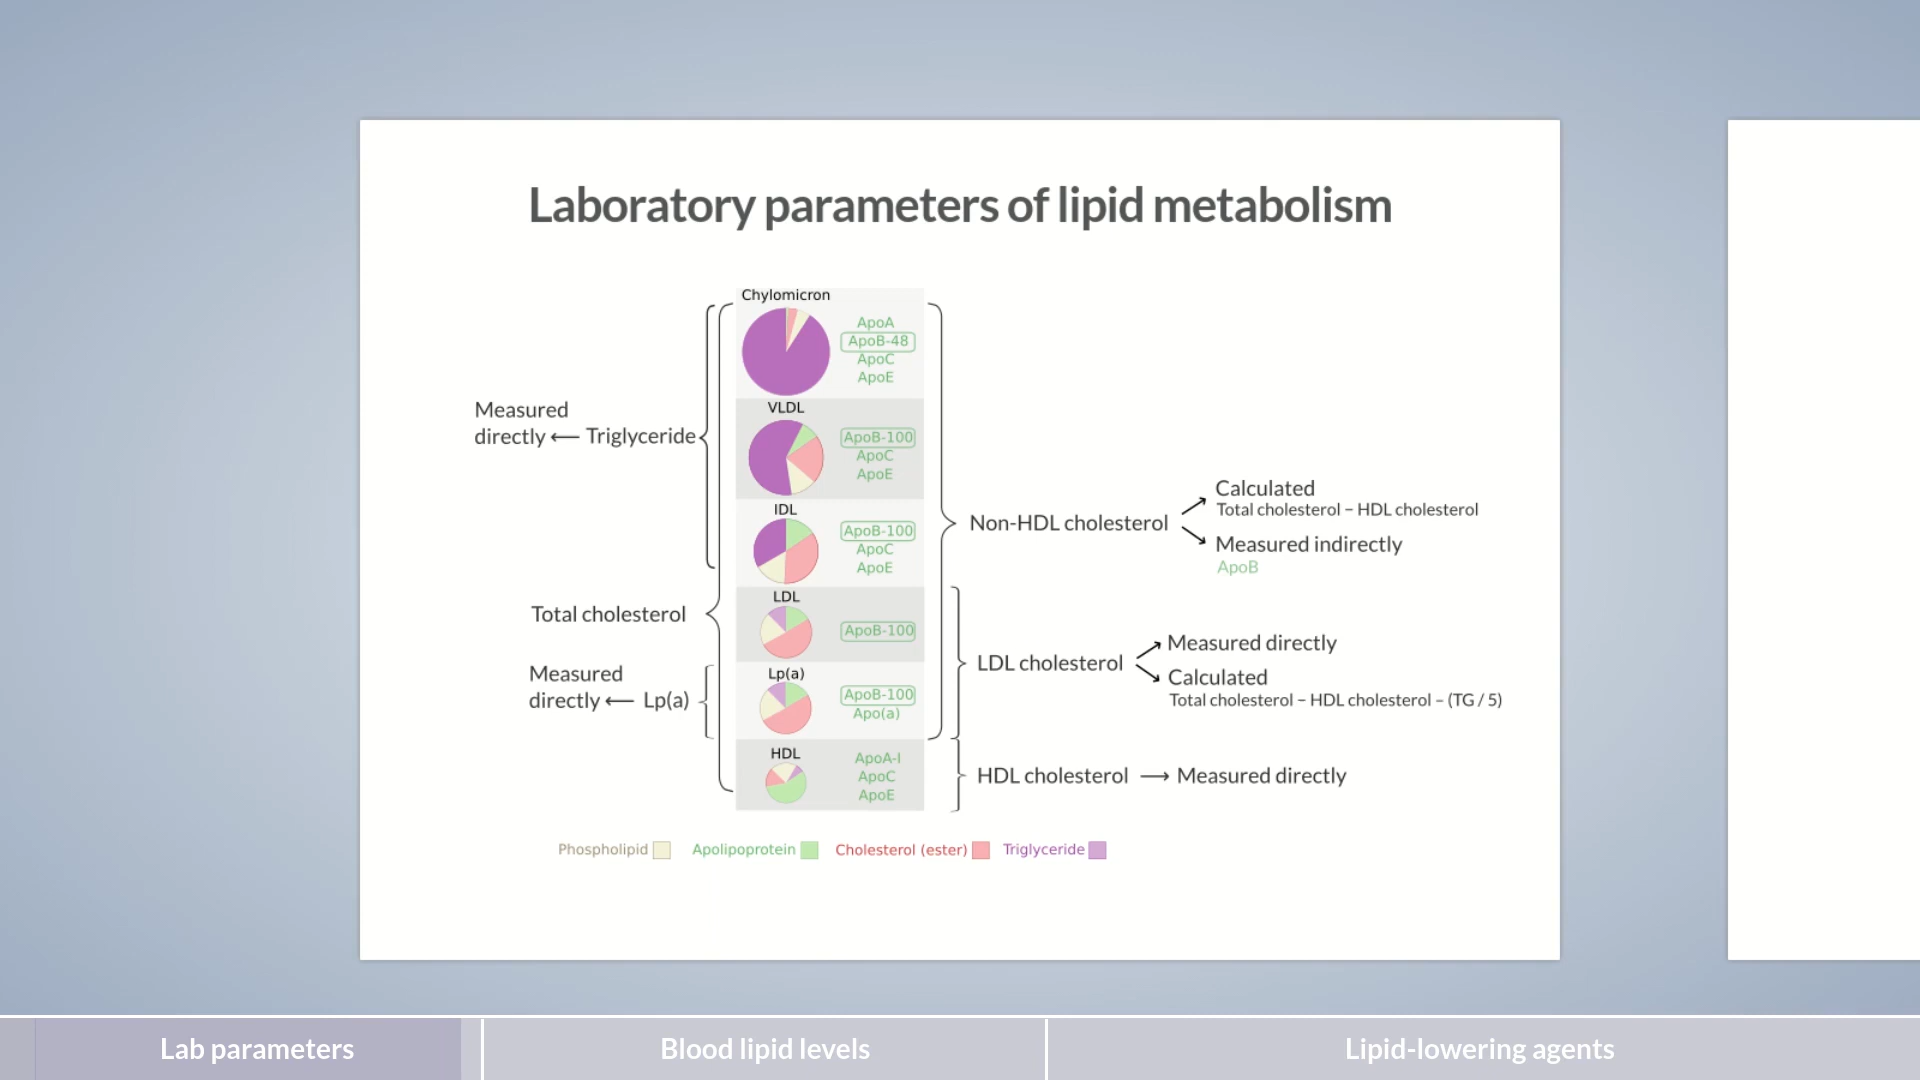 Laboratory parameters of lipid metabolism
Chylomicron
ApoA
ApoB-48
ApoC
ApoE
VLDL
ApoB-100
ApoC
ApoE
IDL
ApoB-100
ApoC
ApoE
LDL
ApoB-100
Lp(a)
ApoB-100
Apo(a)
HDL
ApoA-I
ApoC
ApoE
Measured
directly ⟵ Triglyceride
Total cholesterol
Measured
directly ⟵ Lp(a)
Non-HDL cholesterol
Calculated
Total cholesterol – HDL cholesterol
Measured indirectly
ApoB
LDL cholesterol
Measured directly
Calculated
Total cholesterol – HDL cholesterol – (TG / 5)
HDL cholesterol ⟶ Measured directly
Phospholipid Apolipoprotein Cholesterol (ester) Triglyceride
Lab parameters Blood lipid levels Lipid-lowering agents